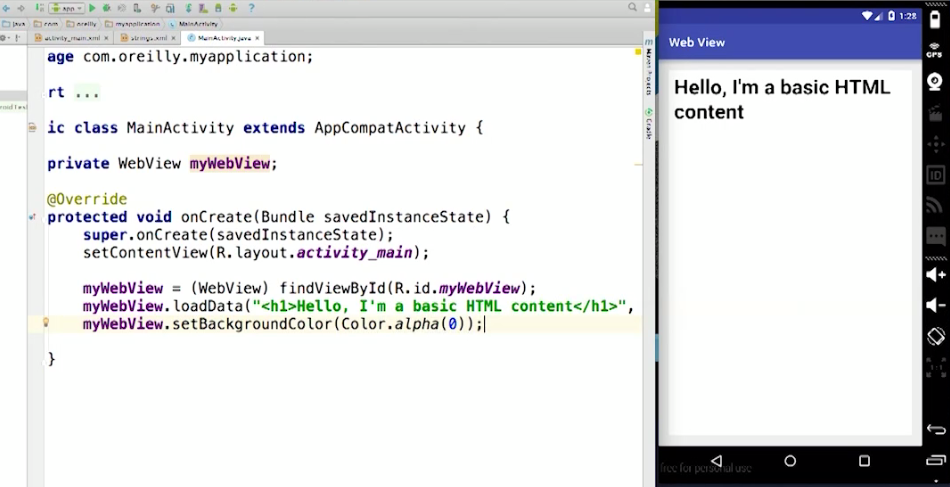 app
java
com
oreilly
myapplication
MainActivity
activity_main.xml
strings.xml
MainActivity.java
age com.oreilly.myapplication;
rt ...
ic class MainActivity extends AppCompatActivity {
private WebView myWebView;
@Override
protected void onCreate(Bundle savedInstanceState) {
super.onCreate(savedInstanceState);
setContentView(R.layout.activity_main);
myWebView = (WebView) findViewById(R.id.myWebView);
myWebView.loadData("<h1>Hello, I'm a basic HTML content</h1>",
myWebView.setBackgroundColor(Color.alpha(0));
}
Maven Projects
Gradle
1:28
Web View
Hello, I'm a basic HTML
content
free for personal use
GPS
ID
1:1